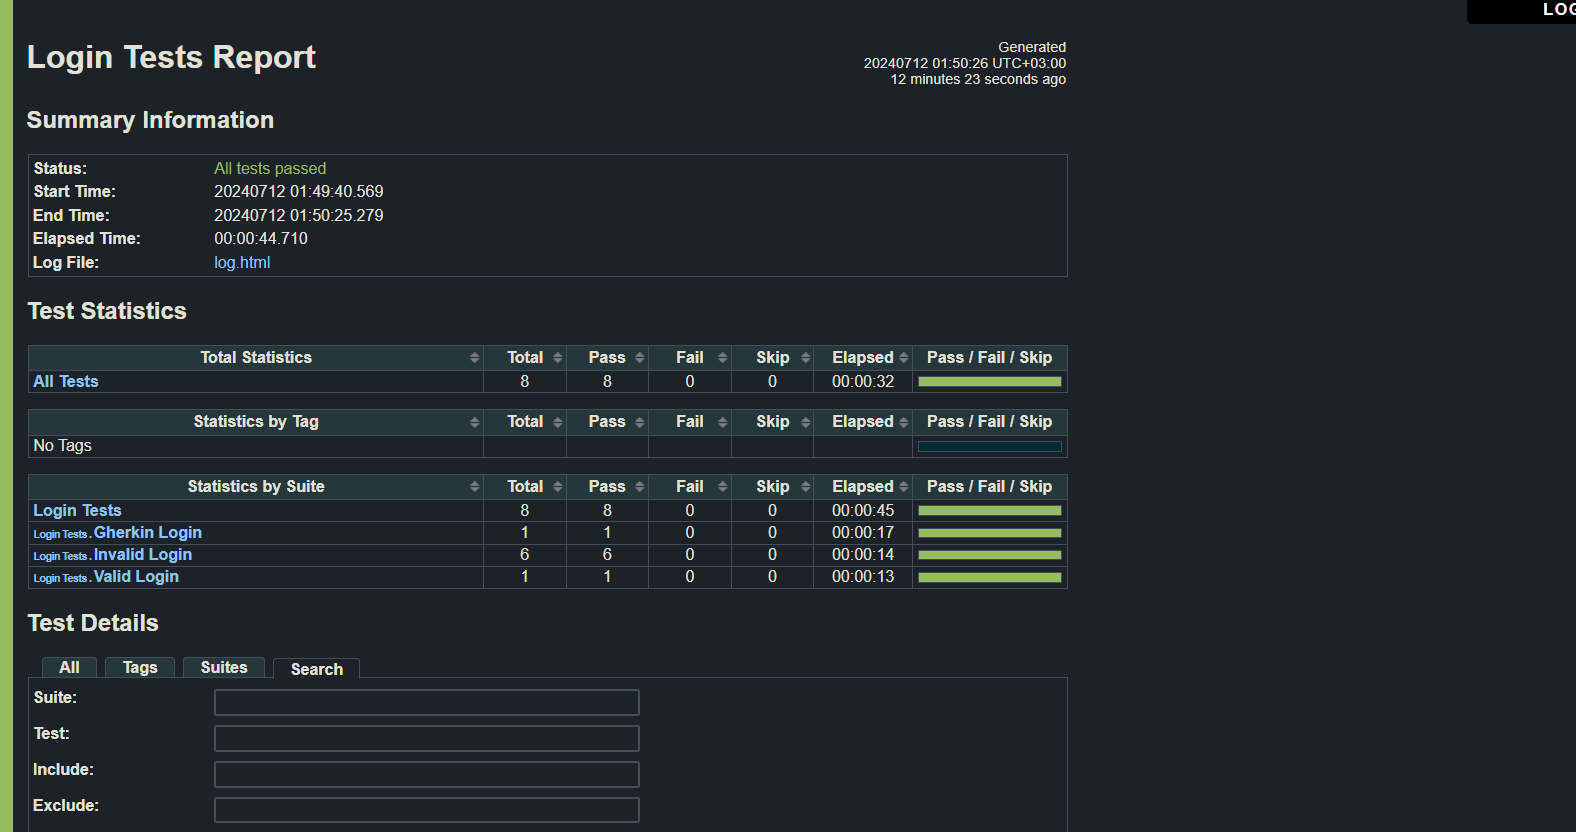 LOG
Login Tests Report
Generated
20240712 01:50:26 UTC+03:00
12 minutes 23 seconds ago
Summary Information
Status: All tests passed
Start Time: 20240712 01:49:40.569
End Time: 20240712 01:50:25.279
Elapsed Time: 00:00:44.710
Log File: log.html
Test Statistics
Total Statistics Total Pass Fail Skip Elapsed Pass / Fail / Skip
All Tests 8 8 0 0 00:00:32
Statistics by Tag Total Pass Fail Skip Elapsed Pass / Fail / Skip
No Tags
Statistics by Suite Total Pass Fail Skip Elapsed Pass / Fail / Skip
Login Tests 8 8 0 0 00:00:45
Login Tests . Gherkin Login 1 1 0 0 00:00:17
Login Tests . Invalid Login 6 6 0 0 00:00:14
Login Tests . Valid Login 1 1 0 0 00:00:13
Test Details
All Tags Suites Search
Suite:
Test:
Include:
Exclude: